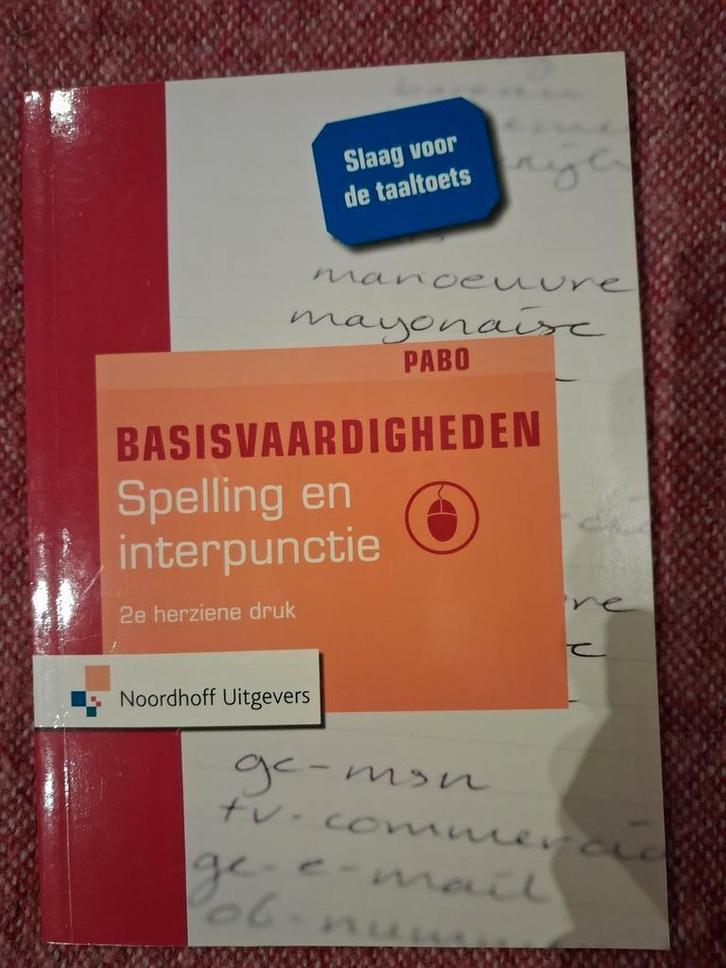 Slaag voor
de taaltoets
manoeuvre
mayonaise
PABO
BASISVAARDIGHEDEN
Spelling en
interpunctie
2e herziene druk
Noordhoff Uitgevers
ge-msn
tv-commercia
ge-e-mail